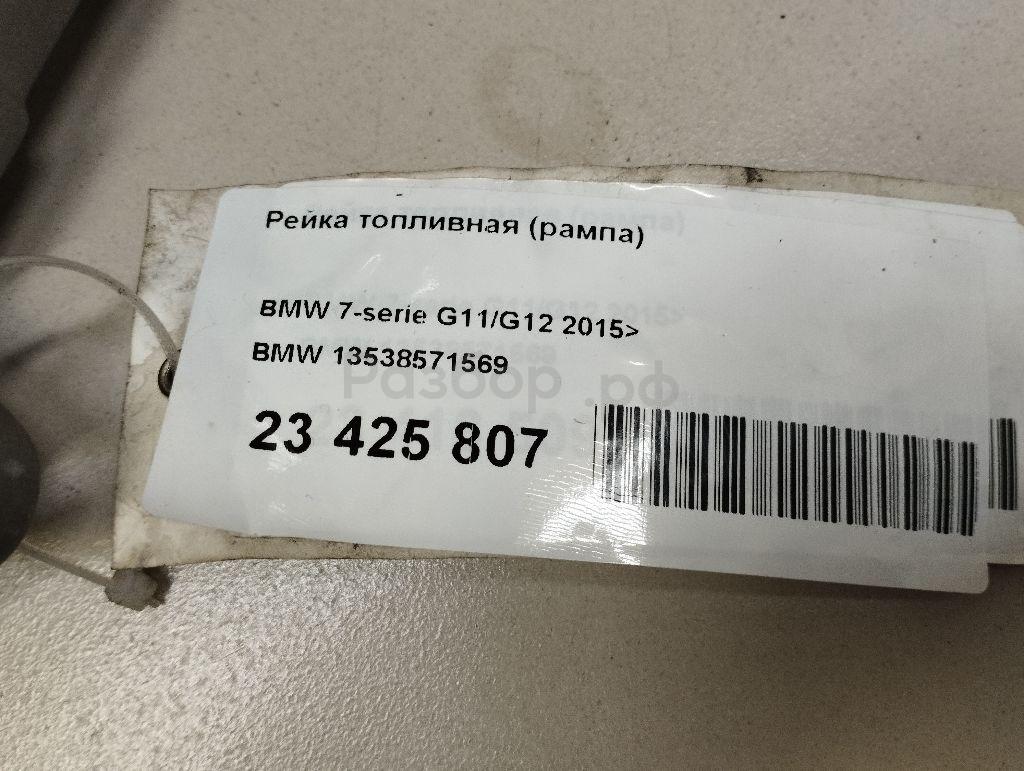 Рейка топливная (рампа)
BMW 7-serie G11/G12 2015>
BMW 13538571569
Разбор.рф
23 425 807